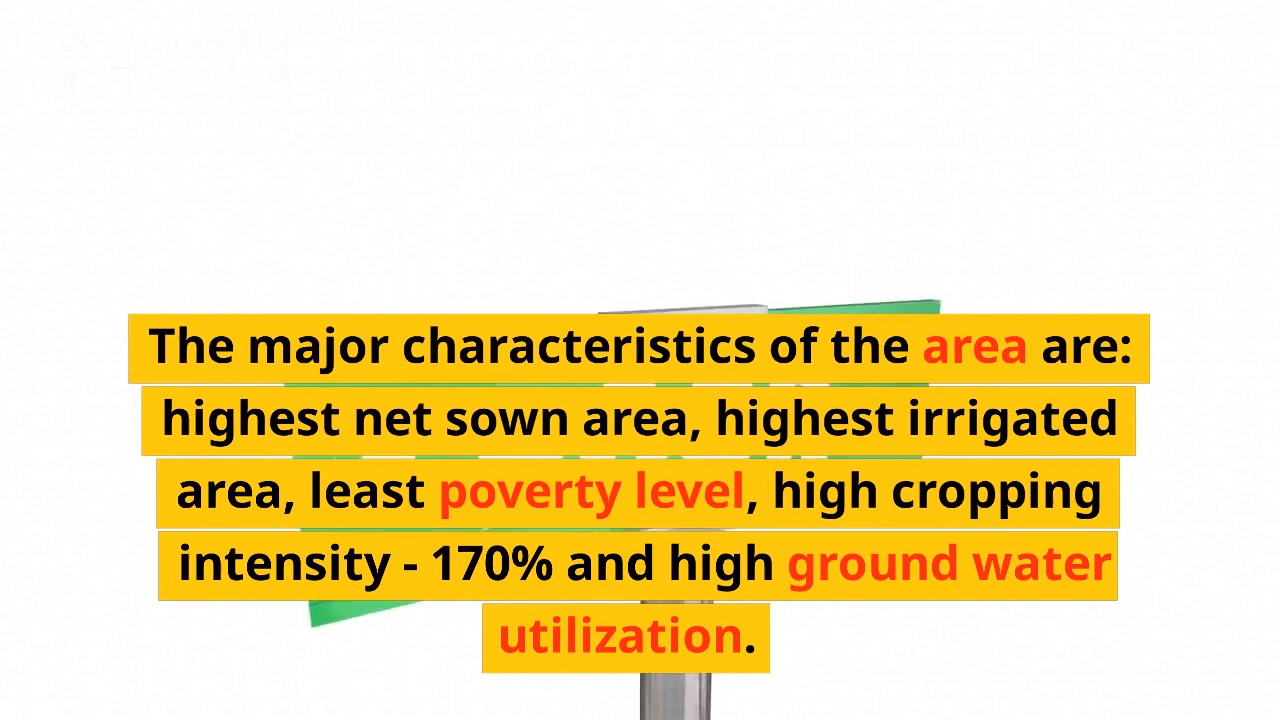 The major characteristics of the area are:
highest net sown area, highest irrigated
area, least poverty level, high cropping
intensity - 170% and high ground water
utilization.